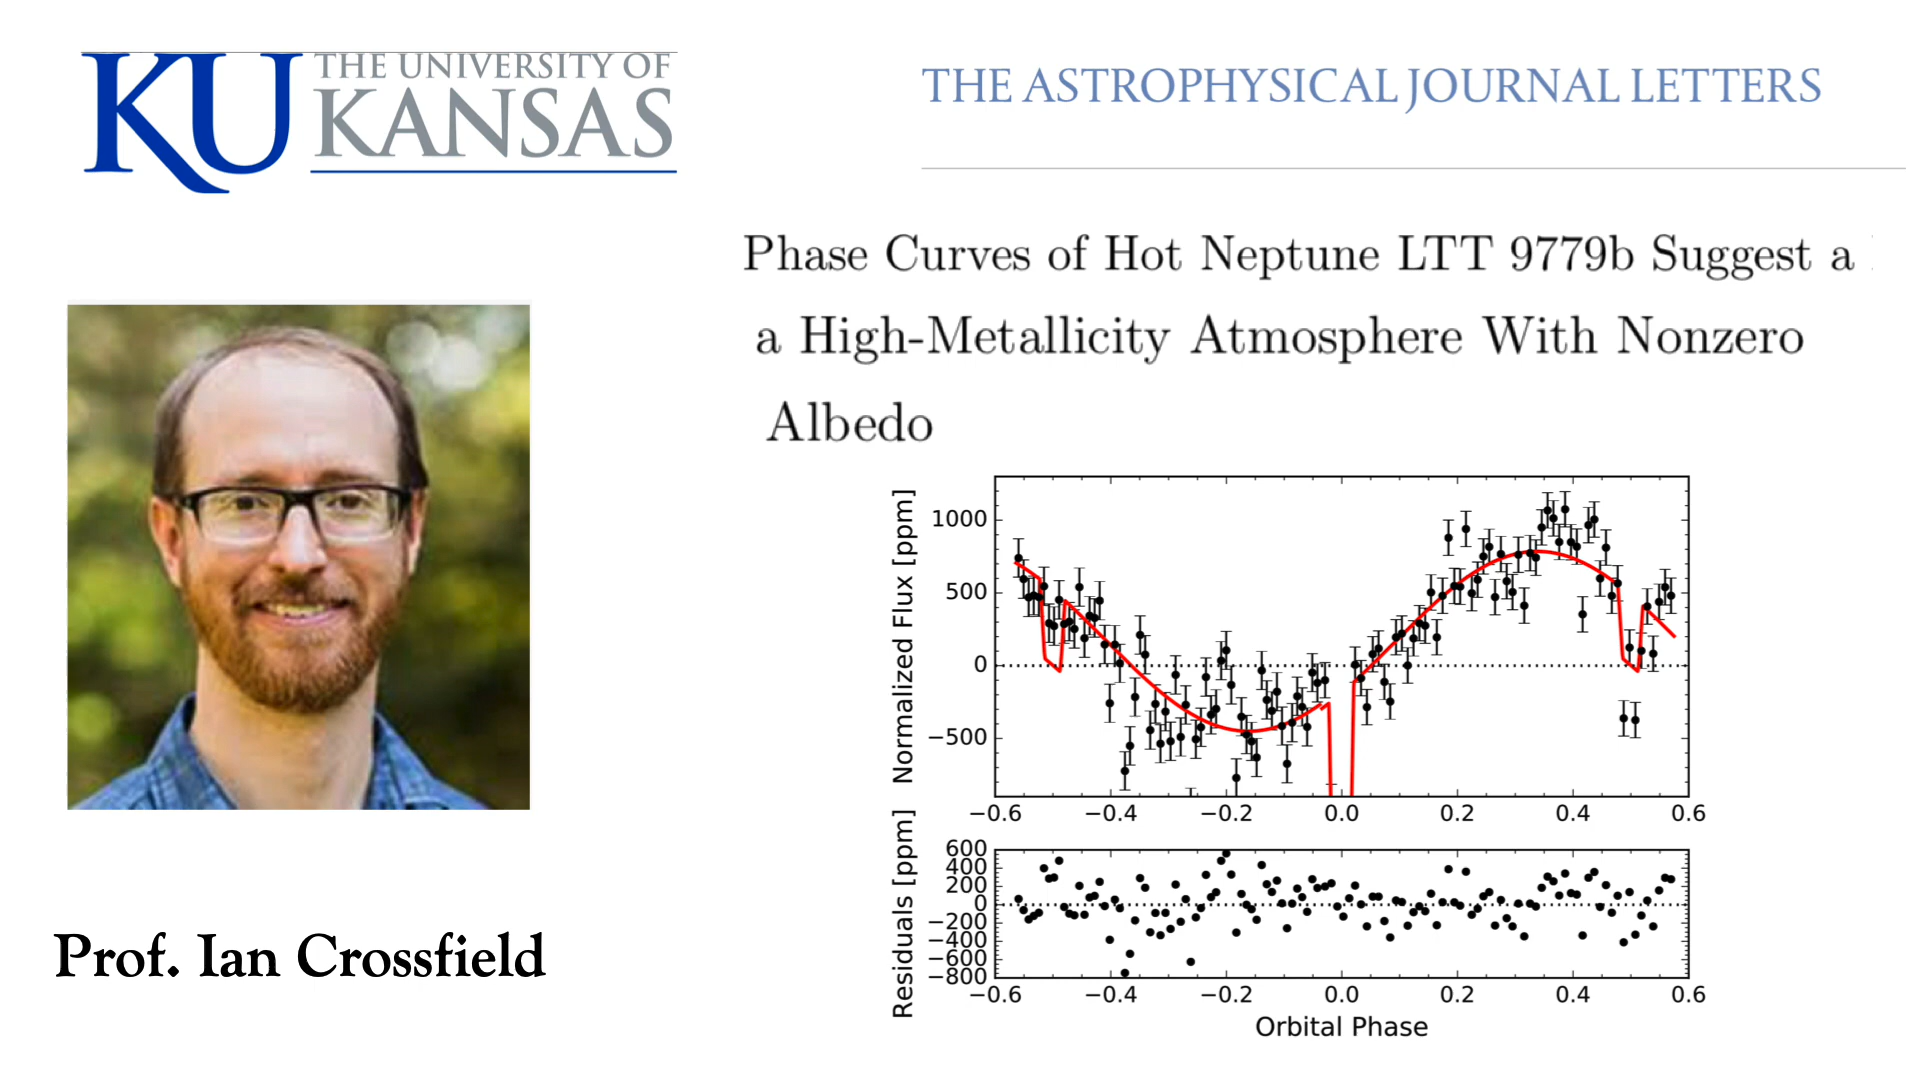 KU THE UNIVERSITY OF
KANSAS
THE ASTROPHYSICAL JOURNAL LETTERS
Phase Curves of Hot Neptune LTT 9779b Suggest a
a High-Metallicity Atmosphere With Nonzero
Albedo
Prof. Ian Crossfield
Normalized Flux [ppm]
1000
500
0
−500
−0.6 −0.4 −0.2 0.0 0.2 0.4 0.6
Residuals [ppm]
600
400
200
0
−200
−400
−600
−800
−0.6 −0.4 −0.2 0.0 0.2 0.4 0.6
Orbital Phase